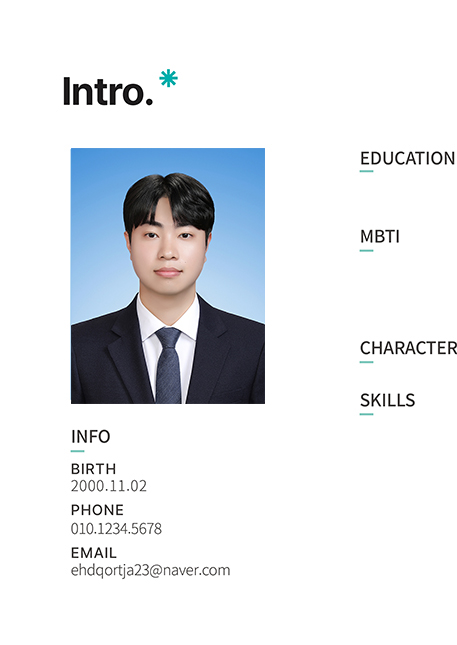 Intro.*
INFO
BIRTH
2000.11.02
PHONE
010.1234.5678
EMAIL
ehdqortja23@naver.com
EDUCATION
MBTI
CHARACTER
SKILLS